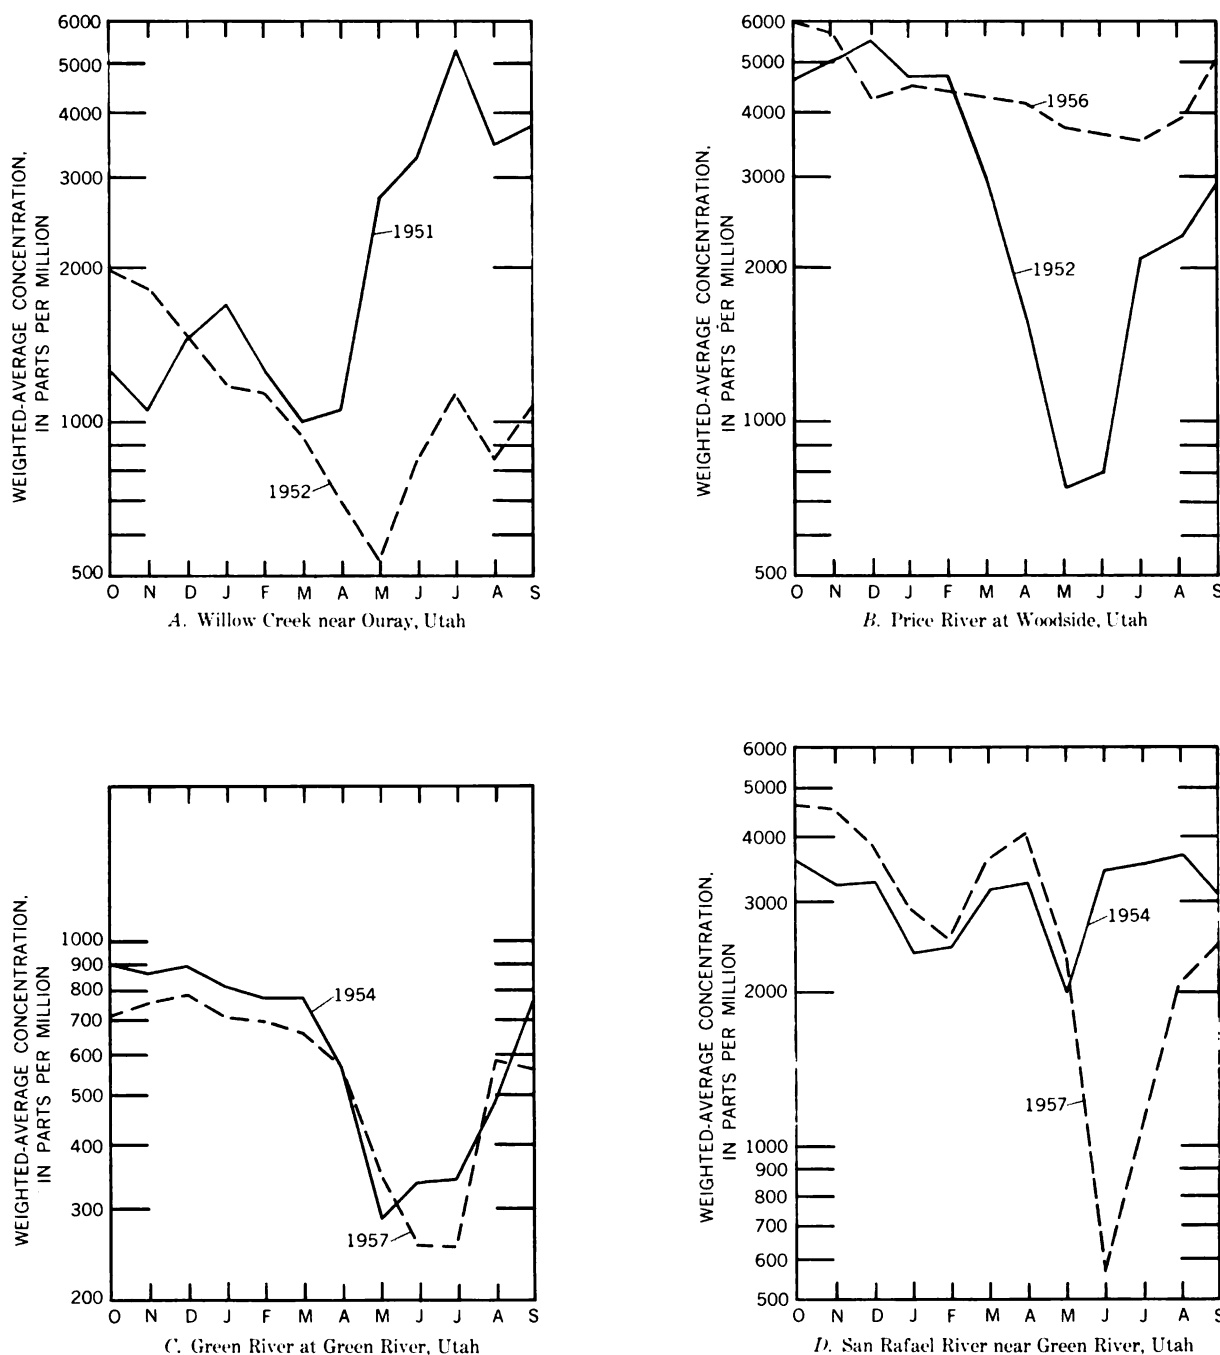 WEIGHTED-AVERAGE CONCENTRATION,
IN PARTS PER MILLION
6000
5000
4000
3000
2000
1000
500
1951
1952
O N D J F M A M J J A S
A. Willow Creek near Ouray, Utah
WEIGHTED-AVERAGE CONCENTRATION,
IN PARTS PER MILLION
6000
5000
4000
3000
2000
1000
500
1956
1952
O N D J F M A M J J A S
B. Price River at Woodside, Utah
WEIGHTED-AVERAGE CONCENTRATION,
IN PARTS PER MILLION
1000
900
800
700
600
500
400
300
200
1954
1957
O N D J F M A M J J A S
C. Green River at Green River, Utah
WEIGHTED-AVERAGE CONCENTRATION,
IN PARTS PER MILLION
6000
5000
4000
3000
2000
1000
900
800
700
600
500
1954
1957
O N D J F M A M J J A S
D. San Rafael River near Green River, Utah